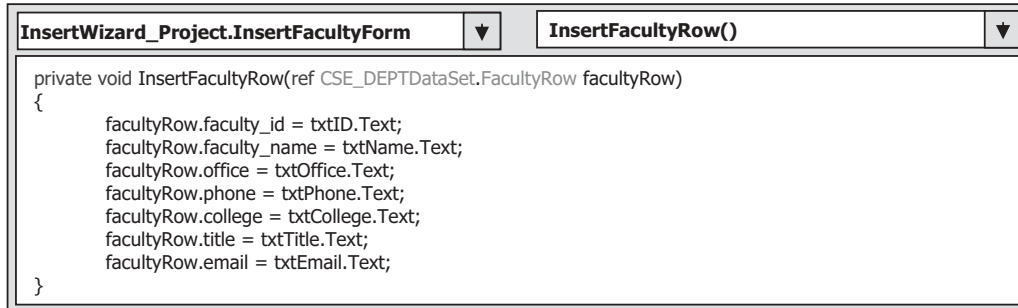 InsertWizard_Project.InsertFacultyForm
InsertFacultyRow()
private void InsertFacultyRow(ref CSE_DEPTDataSet.FacultyRow facultyRow)
{
facultyRow.faculty_id = txtID.Text;
facultyRow.faculty_name = txtName.Text;
facultyRow.office = txtOffice.Text;
facultyRow.phone = txtPhone.Text;
facultyRow.college = txtCollege.Text;
facultyRow.title = txtTitle.Text;
facultyRow.email = txtEmail.Text;
}